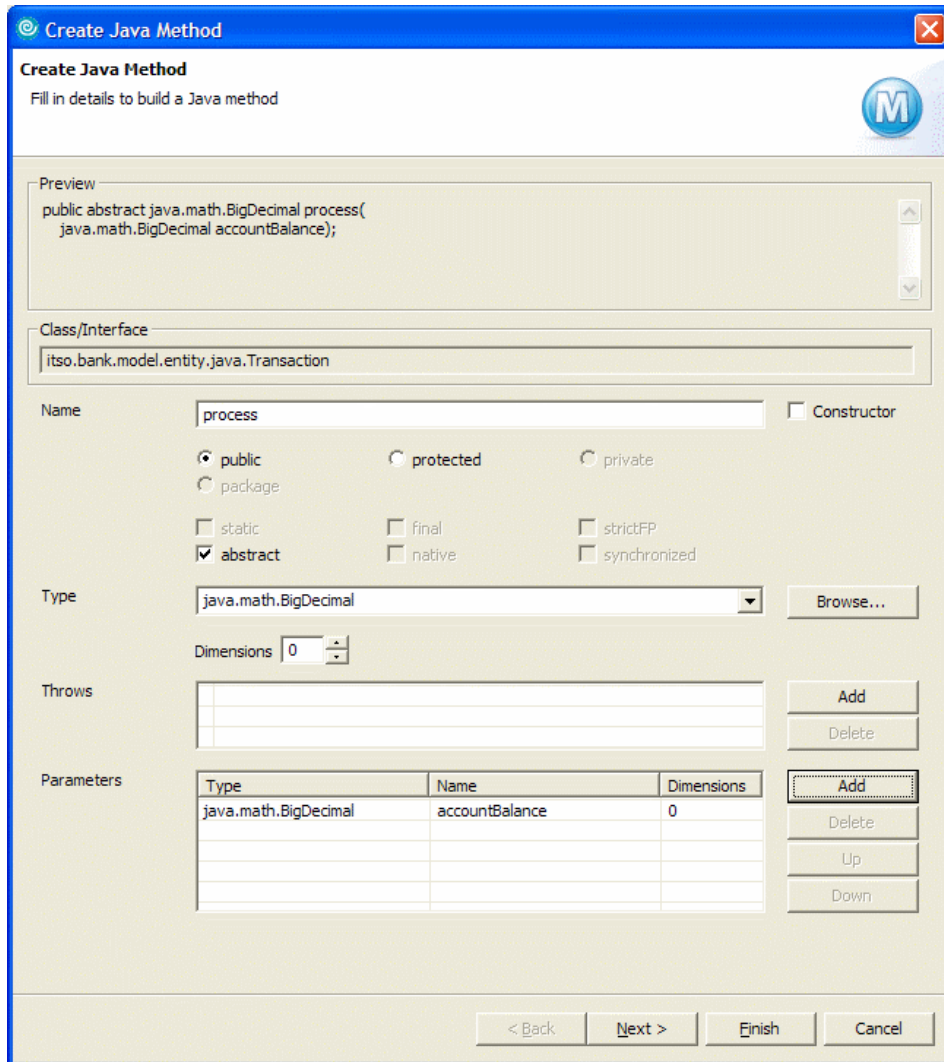 Create Java Method
Create Java Method
Fill in details to build a Java method
M
Preview
public abstract java.math.BigDecimal process(
java.math.BigDecimal accountBalance);
Class/Interface
itso.bank.model.entity.java.Transaction
Name process Constructor
public protected private
package
static final strictFP
abstract native synchronized
Type java.math.BigDecimal Browse...
Dimensions 0
Throws Add
Delete
Parameters Type Name Dimensions Add
java.math.BigDecimal accountBalance 0
Delete
Up
Down
< Back Next > Finish Cancel